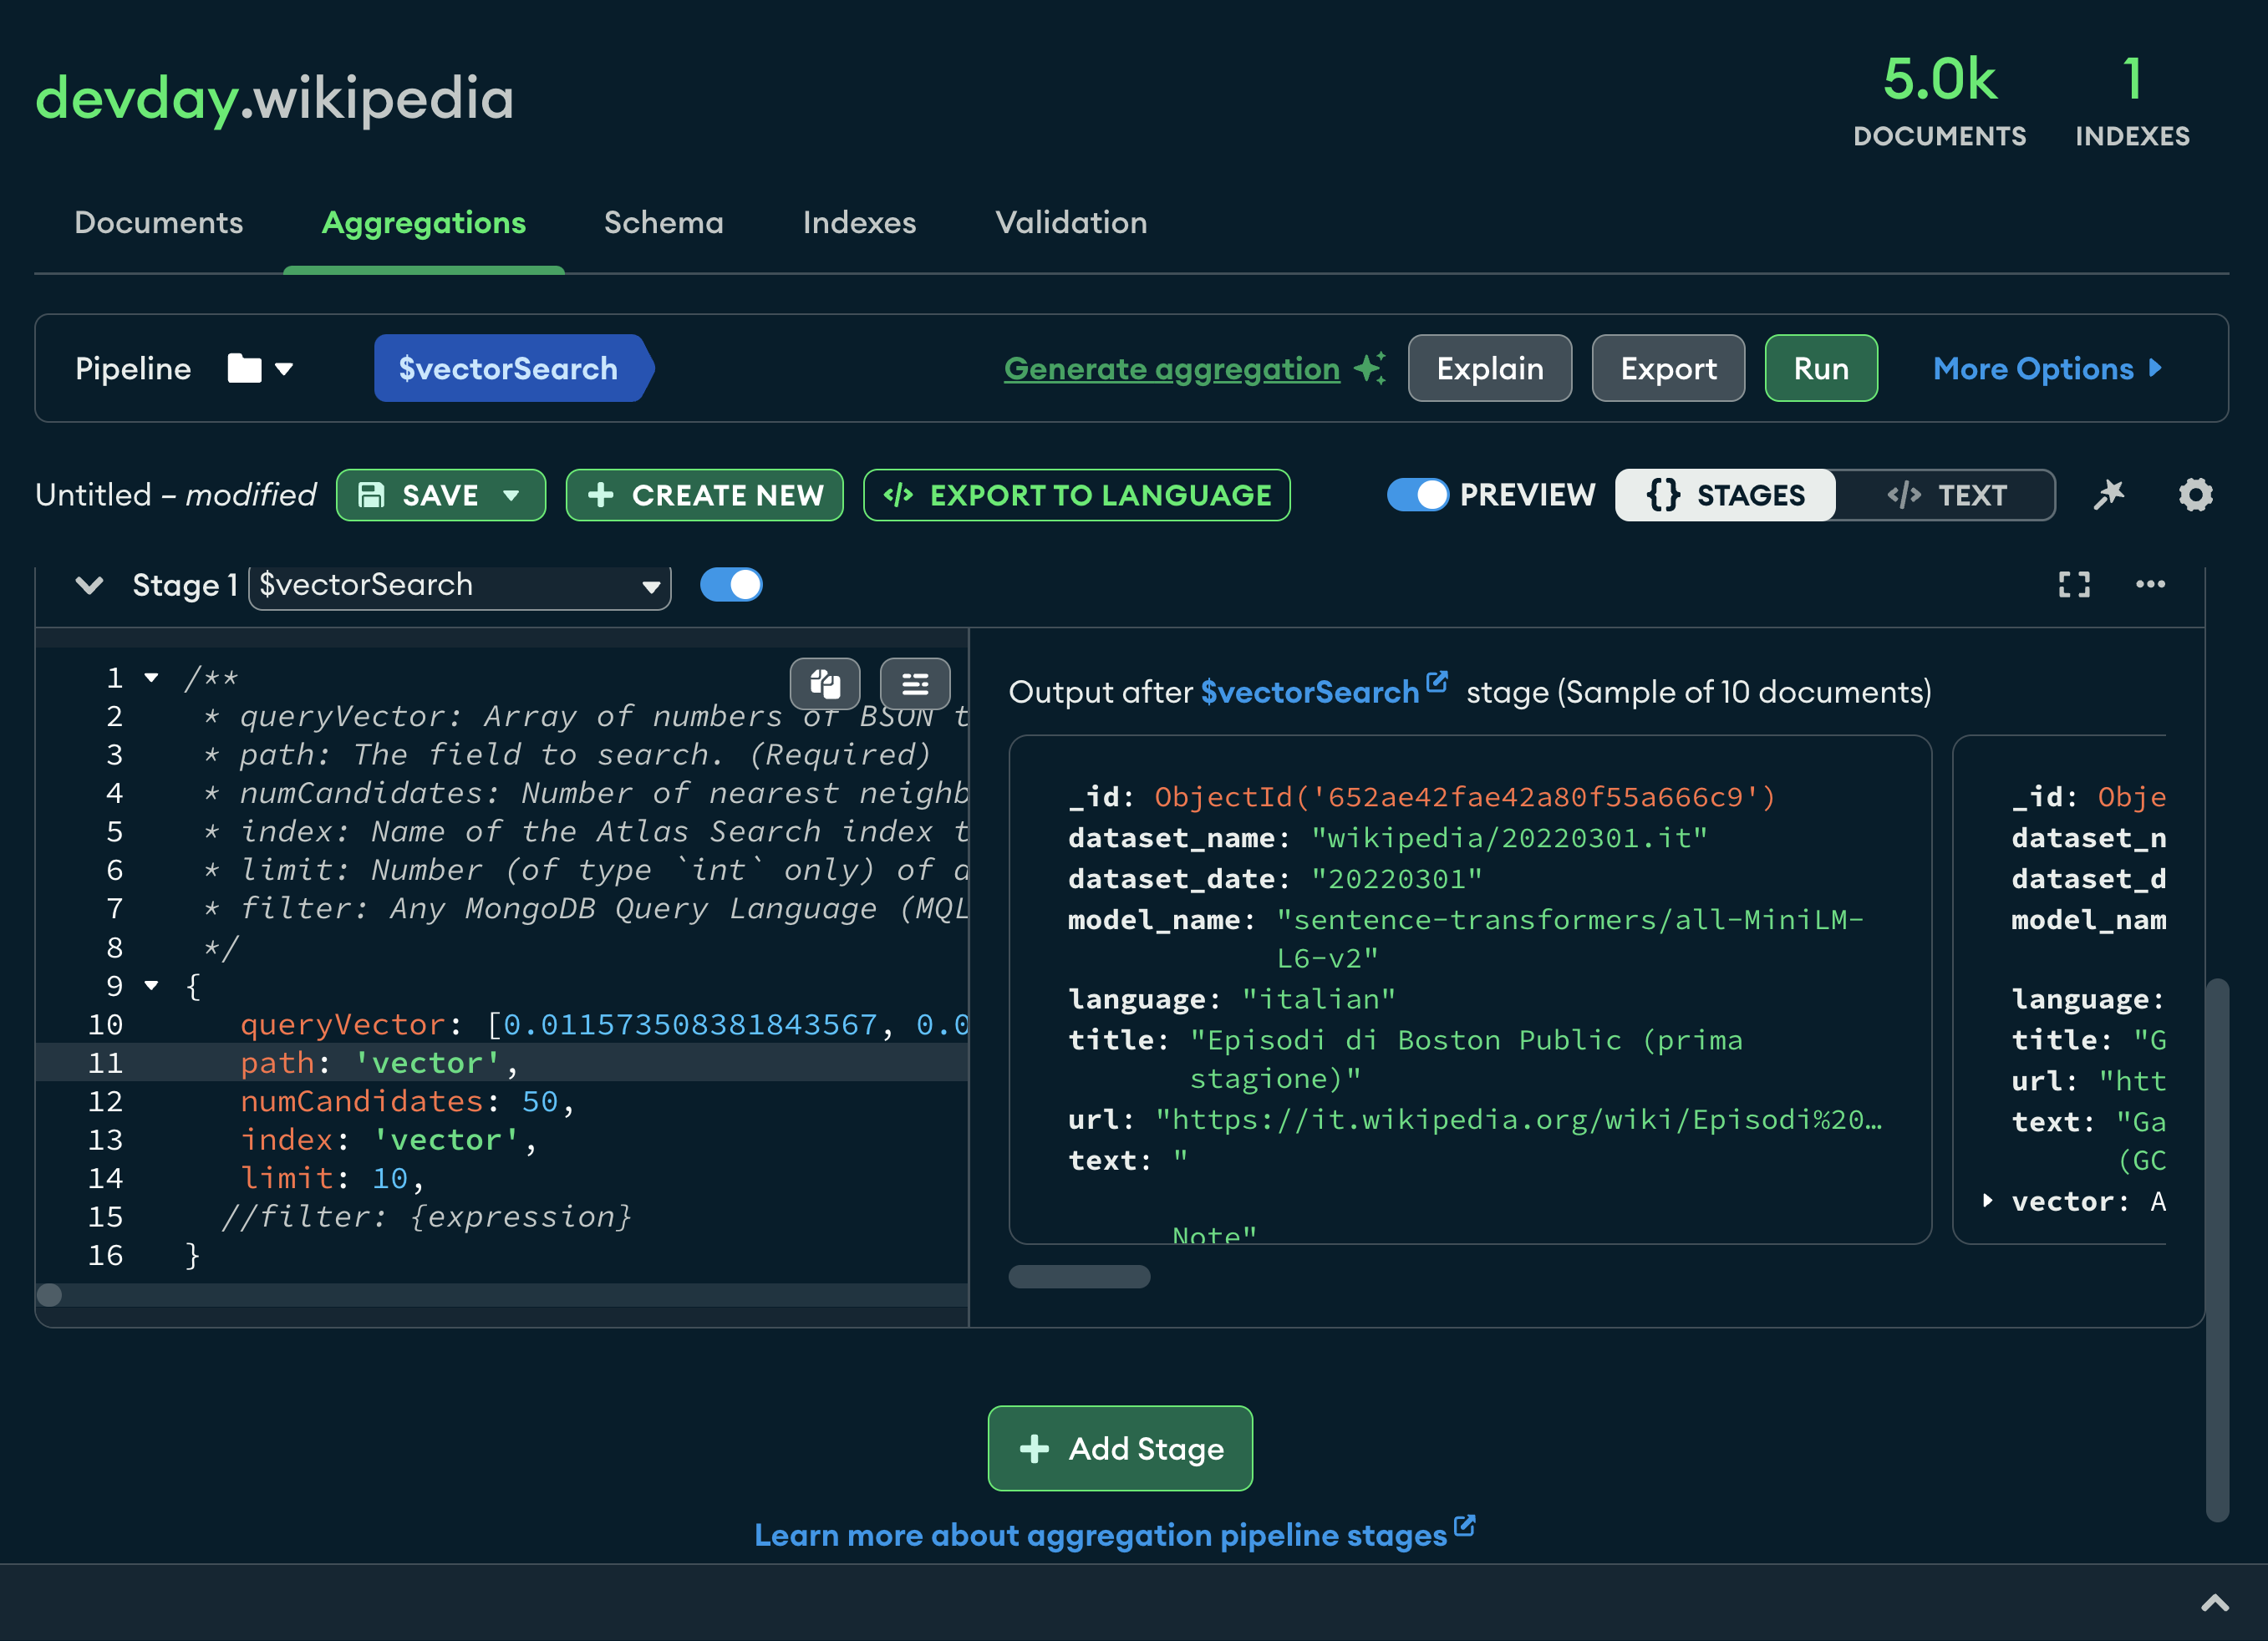 devday.wikipedia
5.0k
DOCUMENTS
1
INDEXES
Documents Aggregations Schema Indexes Validation
Pipeline $vectorSearch Generate aggregation Explain Export Run More Options
Untitled – modified SAVE + CREATE NEW </> EXPORT TO LANGUAGE PREVIEW {} STAGES </> TEXT
Stage 1 $vectorSearch
1 /**
2 * queryVector: Array of numbers of BSON t
3 * path: The field to search. (Required)
4 * numCandidates: Number of nearest neighb
5 * index: Name of the Atlas Search index t
6 * limit: Number (of type `int` only) of d
7 * filter: Any MongoDB Query Language (MQL
8 */
9 {
10 queryVector: [0.011573508381843567, 0.0
11 path: 'vector',
12 numCandidates: 50,
13 index: 'vector',
14 limit: 10,
15 //filter: {expression}
16 }
Output after $vectorSearch stage (Sample of 10 documents)
_id: ObjectId('652ae42fae42a80f55a666c9')
dataset_name: "wikipedia/20220301.it"
dataset_date: "20220301"
model_name: "sentence-transformers/all-MiniLM-
L6-v2"
language: "italian"
title: "Episodi di Boston Public (prima
stagione)"
url: "https://it.wikipedia.org/wiki/Episodi%20…
text: "
Note"
_id: Obje
dataset_n
dataset_d
model_nam
language:
title: "G
url: "htt
text: "Ga
(GC
vector: A
+ Add Stage
Learn more about aggregation pipeline stages